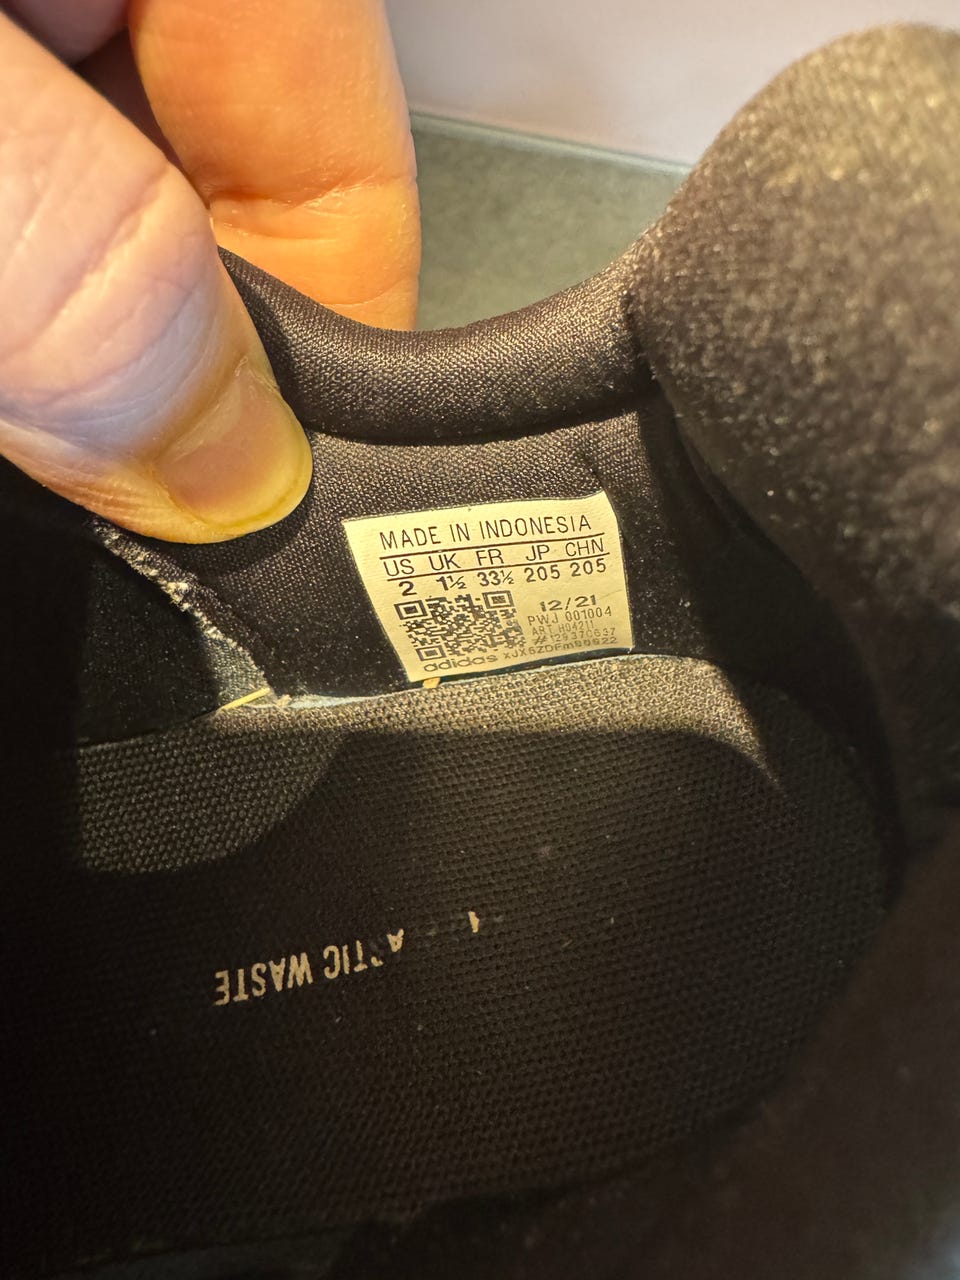 MADE IN INDONESIA
US UK FR JP CHN
2 1½ 33½ 205 205
12/21
PWJ 001004
adidas
TIC WASTE